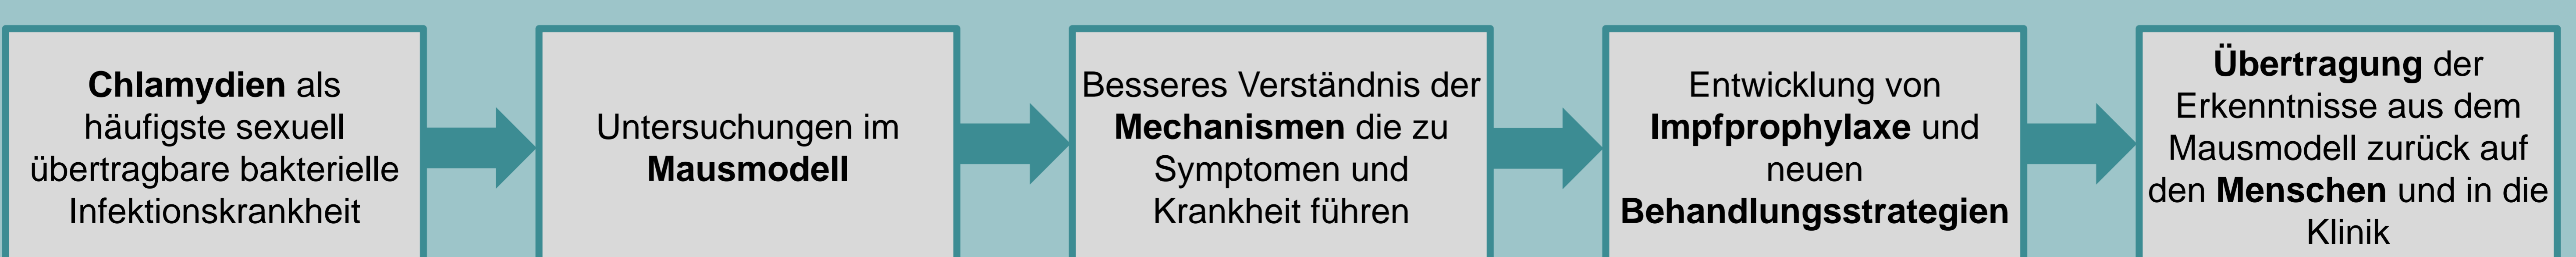 Chlamydien als
häufigste sexuell
übertragbare bakterielle
Infektionskrankheit
Untersuchungen im
Mausmodell
Besseres Verständnis der
Mechanismen die zu
Symptomen und
Krankheit führen
Entwicklung von
Impfprophylaxe und
neuen
Behandlungsstrategien
Übertragung der
Erkenntnisse aus dem
Mausmodell zurück auf
den Menschen und in die
Klinik